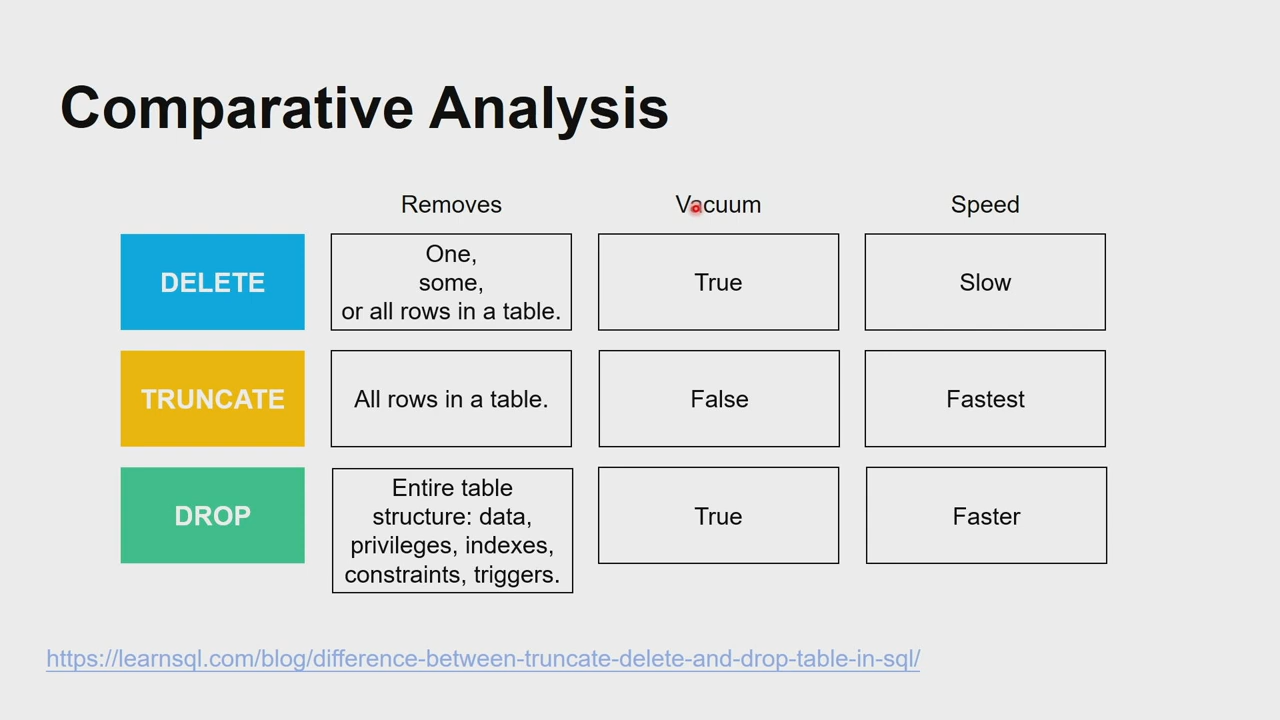 Comparative Analysis
Removes Vacuum Speed
DELETE
One,
some,
or all rows in a table.
True
Slow
TRUNCATE
All rows in a table.
False
Fastest
DROP
Entire table
structure: data,
privileges, indexes,
constraints, triggers.
True
Faster
https://learnsql.com/blog/difference-between-truncate-delete-and-drop-table-in-sql/